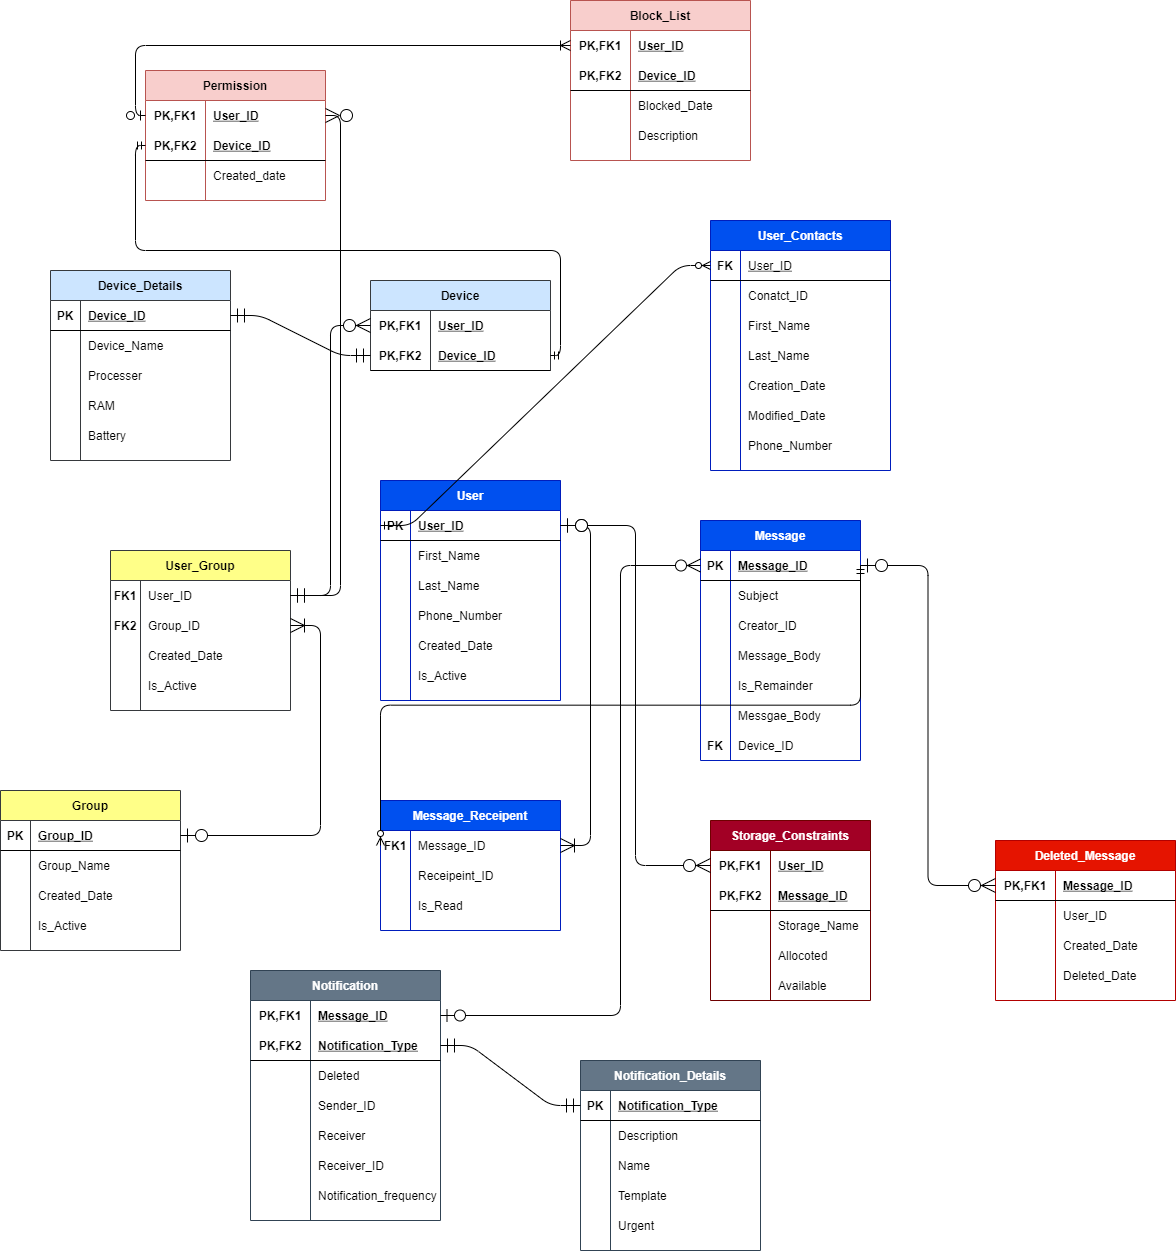 Block_List
PK,FK1 User_ID
PK,FK2 Device_ID
Blocked_Date
Description
Permission
PK,FK1 User_ID
PK,FK2 Device_ID
Created_date
User_Contacts
FK User_ID
Conatct_ID
First_Name
Last_Name
Creation_Date
Modified_Date
Phone_Number
Device_Details
PK Device_ID
Device_Name
Processer
RAM
Battery
Device
PK,FK1 User_ID
PK,FK2 Device_ID
User
PK User_ID
First_Name
Last_Name
Phone_Number
Created_Date
Is_Active
Message
PK Message_ID
Subject
Creator_ID
Message_Body
Is_Remainder
Messgae_Body
FK Device_ID
User_Group
FK1 User_ID
FK2 Group_ID
Created_Date
Is_Active
Group
PK Group_ID
Group_Name
Created_Date
Is_Active
Message_Receipent
FK1 Message_ID
Receipeint_ID
Is_Read
Storage_Constraints
PK,FK1 User_ID
PK,FK2 Message_ID
Storage_Name
Allocoted
Available
Deleted_Message
PK,FK1 Message_ID
User_ID
Created_Date
Deleted_Date
Notification
PK,FK1 Message_ID
PK,FK2 Notification_Type
Deleted
Sender_ID
Receiver
Receiver_ID
Notification_frequency
Notification_Details
PK Notification_Type
Description
Name
Template
Urgent